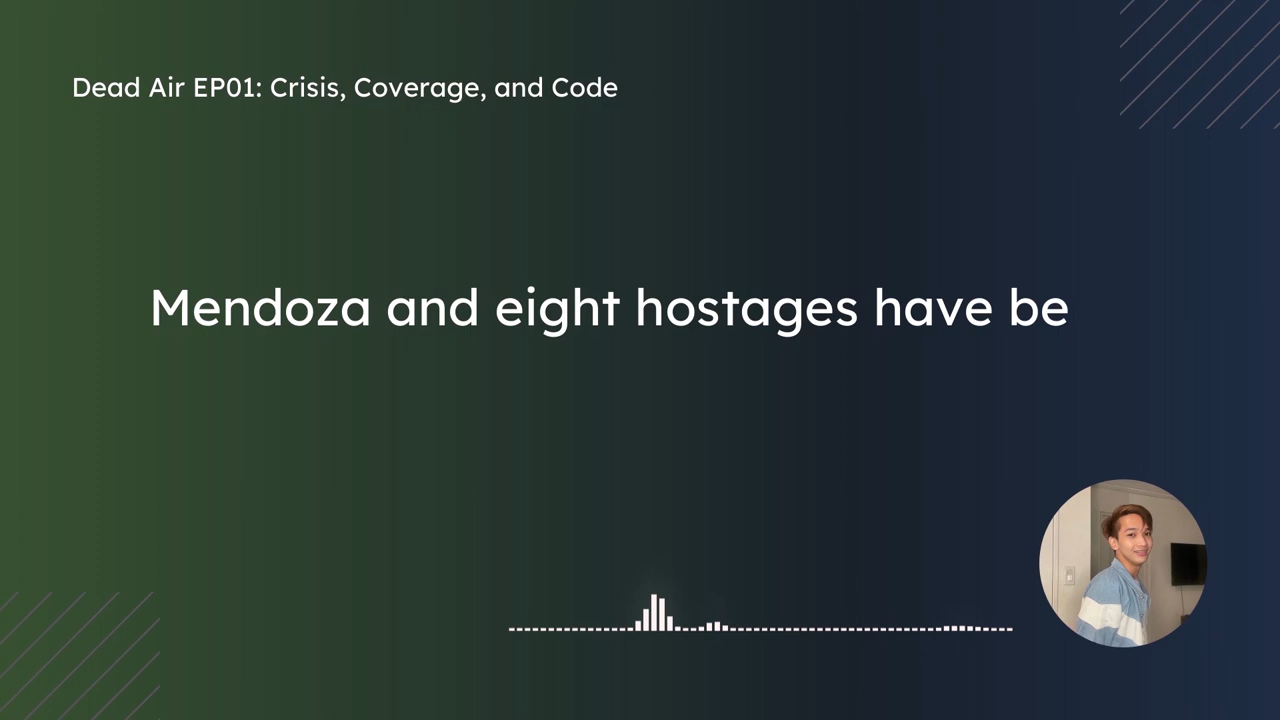 Dead Air EP01: Crisis, Coverage, and Code
Mendoza and eight hostages have be